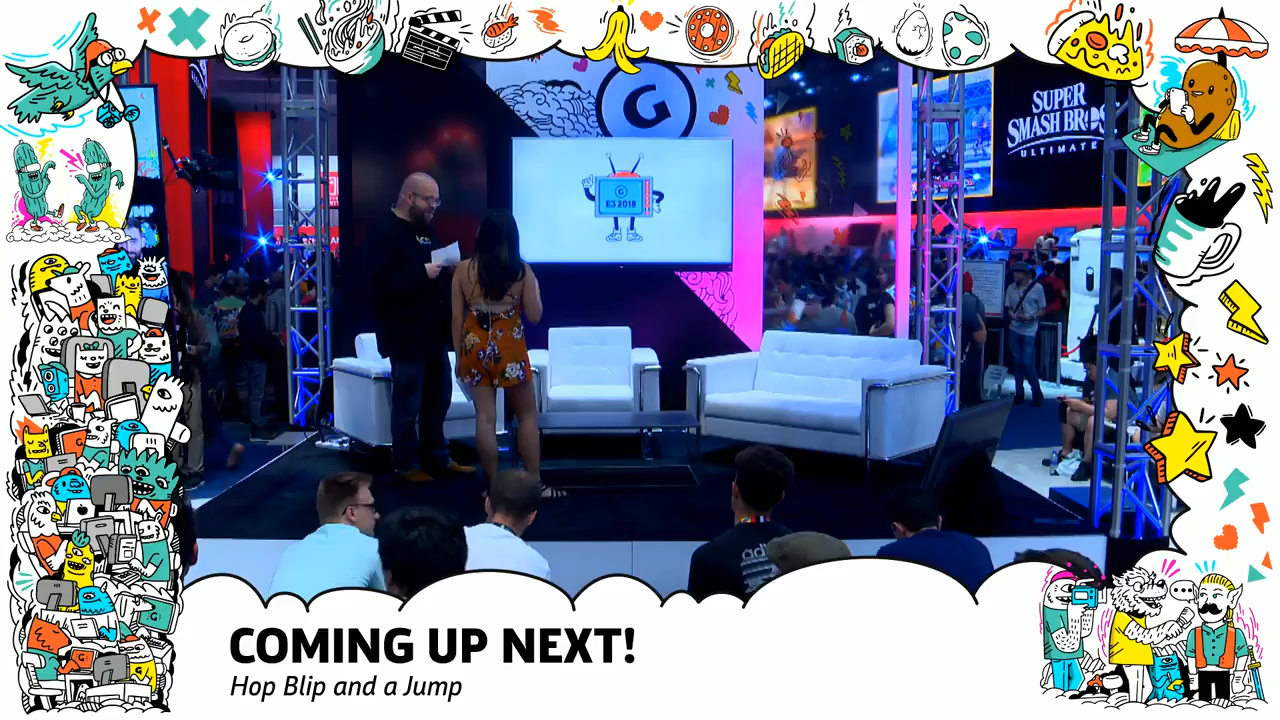 SUPER
SMASH BROS.
ULTIMATE
G
G
E3 2018
COMING UP NEXT!
Hop Blip and a Jump